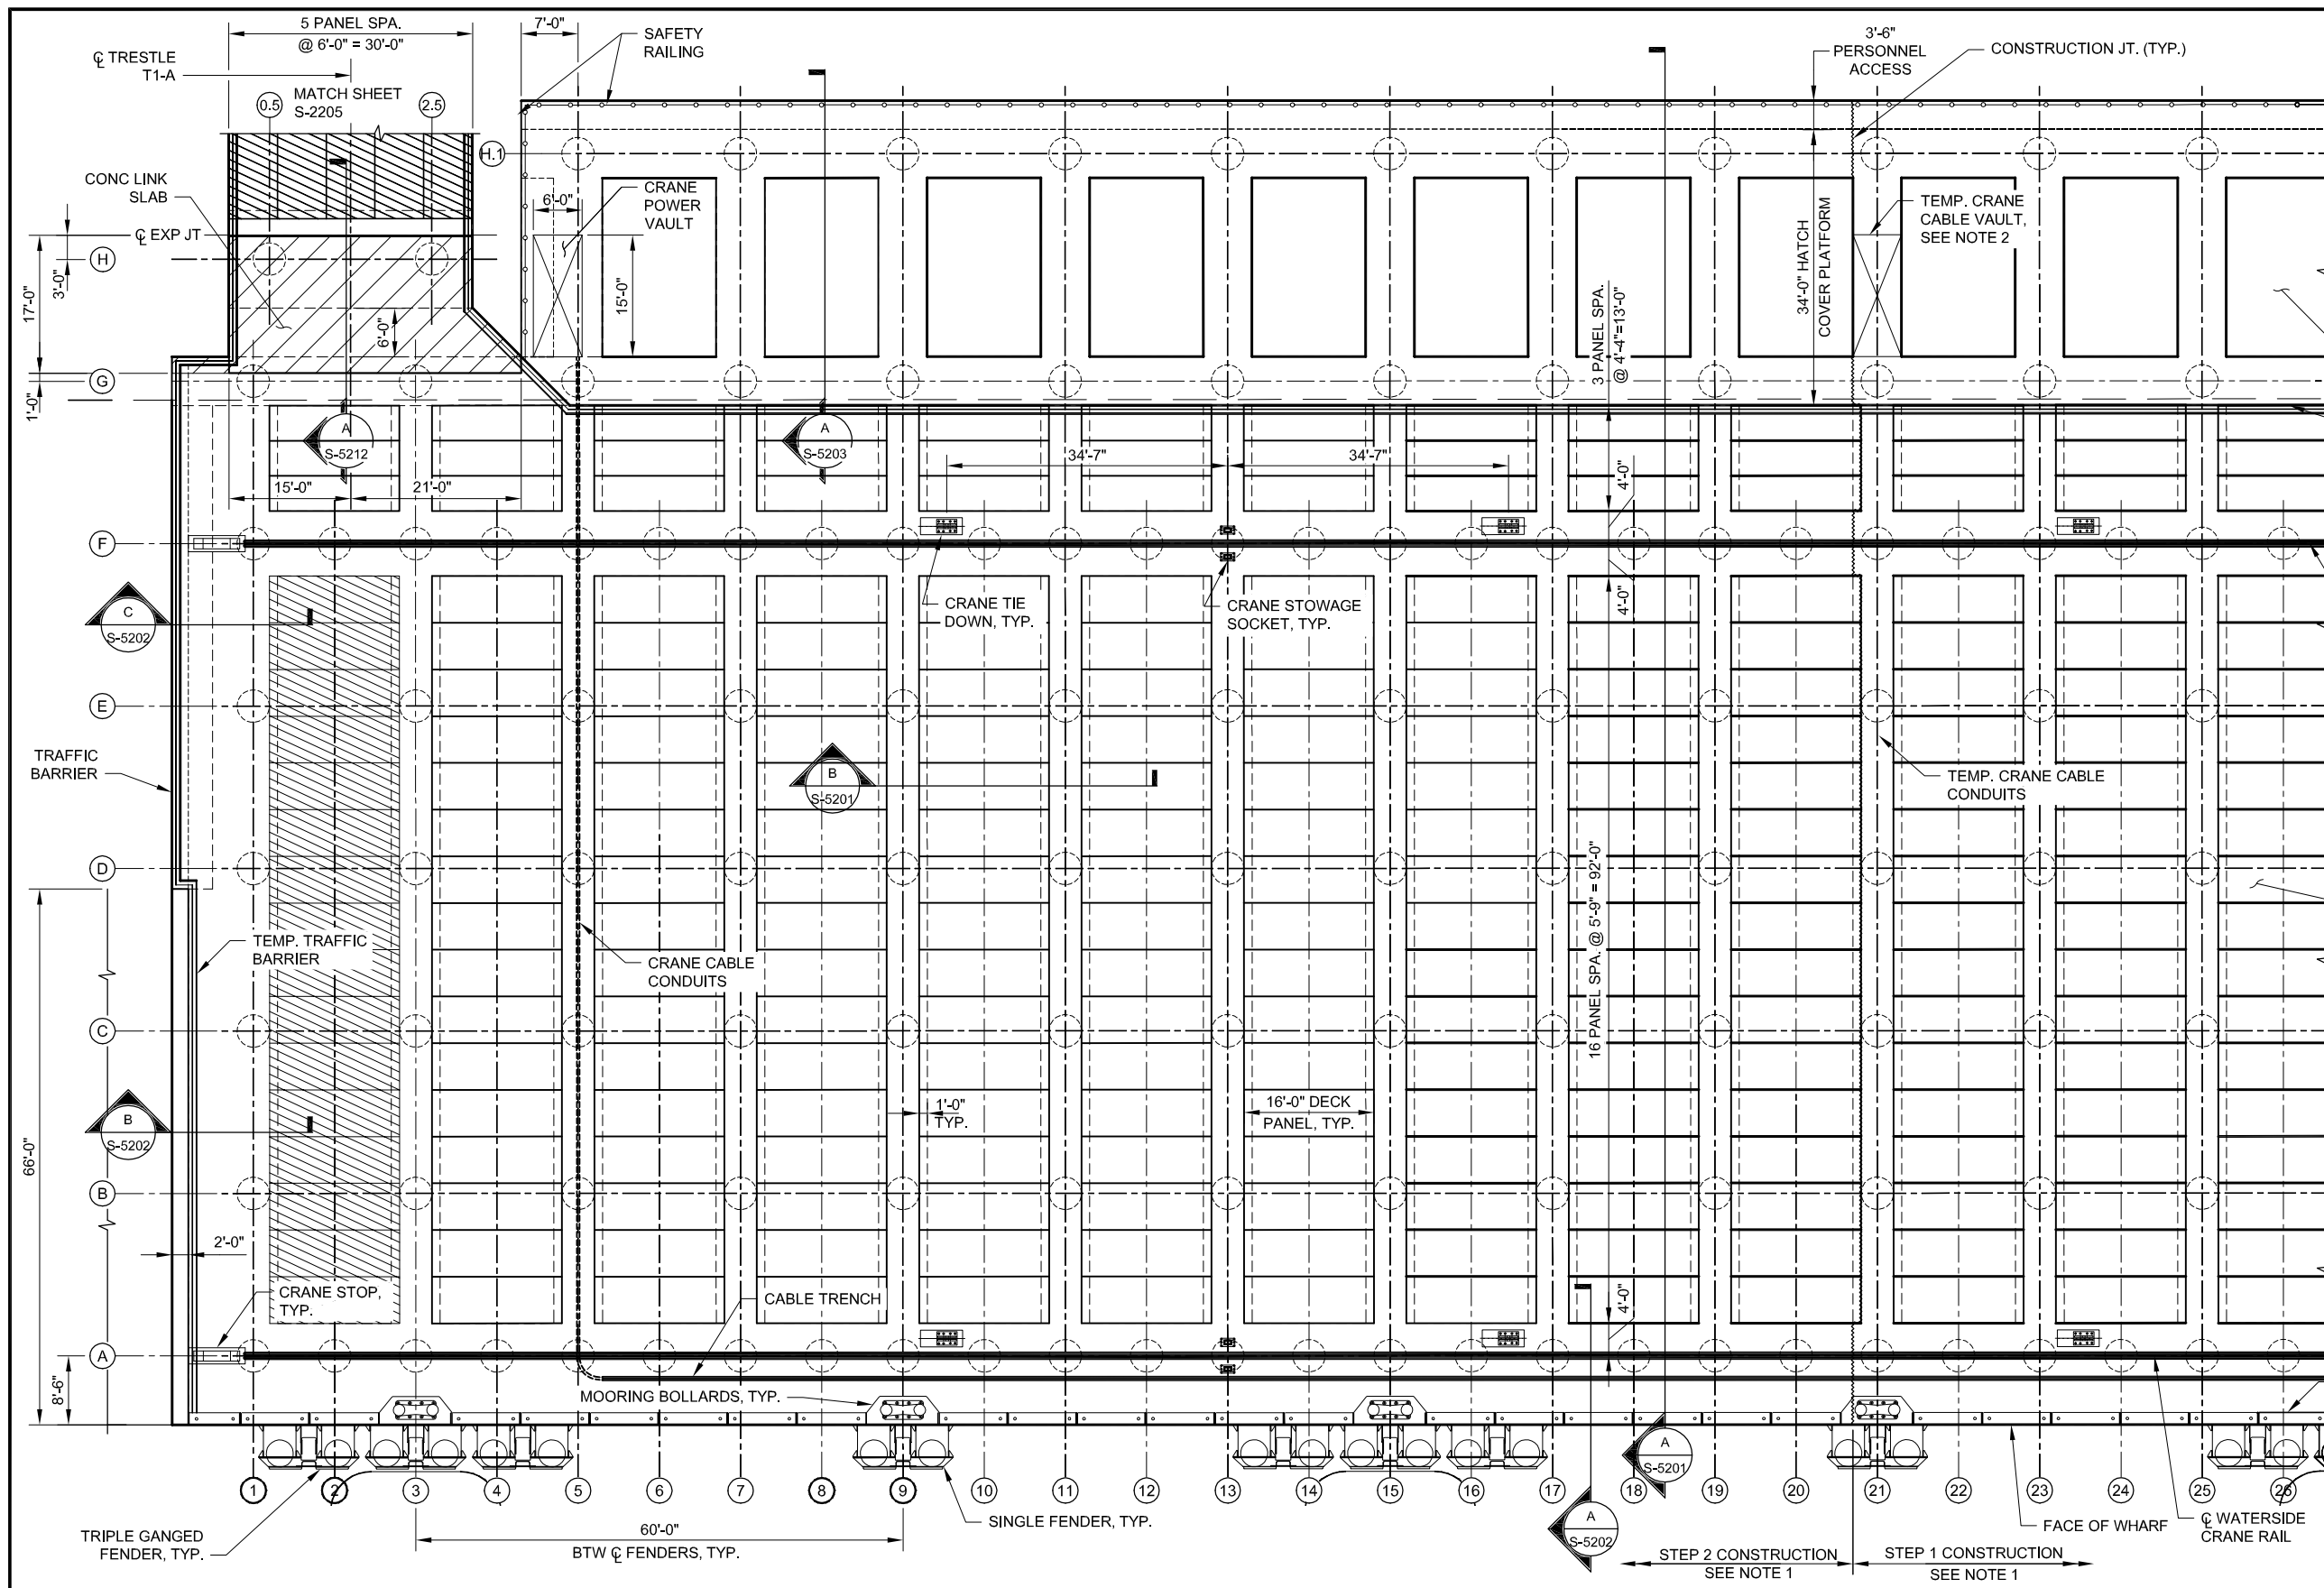 5 PANEL SPA.
@ 6'-0" = 30'-0"
7'-0"
SAFETY
RAILING
℄ TRESTLE
T1-A
MATCH SHEET
S-2205
0.5
2.5
3'-6"
PERSONNEL
ACCESS
CONSTRUCTION JT. (TYP.)
H.1
CONC LINK
SLAB
6'-0"
CRANE
POWER
VAULT
TEMP. CRANE
CABLE VAULT,
SEE NOTE 2
34'-0" HATCH
COVER PLATFORM
℄ EXP JT
H
17'-0"
3'-0"
6'-0"
15'-0"
3 PANEL SPA.
@ 4'-4"=13'-0"
G
1'-0"
A
S-5212
A
S-5203
34'-7"
34'-7"
15'-0"
21'-0"
4'-0"
F
4'-0"
C
S-5202
CRANE TIE
DOWN, TYP.
CRANE STOWAGE
SOCKET, TYP.
E
TRAFFIC
BARRIER
B
S-5201
TEMP. CRANE CABLE
CONDUITS
D
16 PANEL SPA. @ 5'-9" = 92'-0"
TEMP. TRAFFIC
BARRIER
CRANE CABLE
CONDUITS
C
B
S-5202
1'-0"
TYP.
16'-0" DECK
PANEL, TYP.
66'-0"
B
2'-0"
CRANE STOP,
TYP.
CABLE TRENCH
4'-0"
A
8'-6"
MOORING BOLLARDS, TYP.
A
S-5201
1
2
3
4
5
6
7
8
9
10
11
12
13
14
15
16
17
18
19
20
21
22
23
24
25
26
TRIPLE GANGED
FENDER, TYP.
60'-0"
BTW ℄ FENDERS, TYP.
SINGLE FENDER, TYP.
A
S-5202
FACE OF WHARF
℄ WATERSIDE
CRANE RAIL
STEP 2 CONSTRUCTION
SEE NOTE 1
STEP 1 CONSTRUCTION
SEE NOTE 1